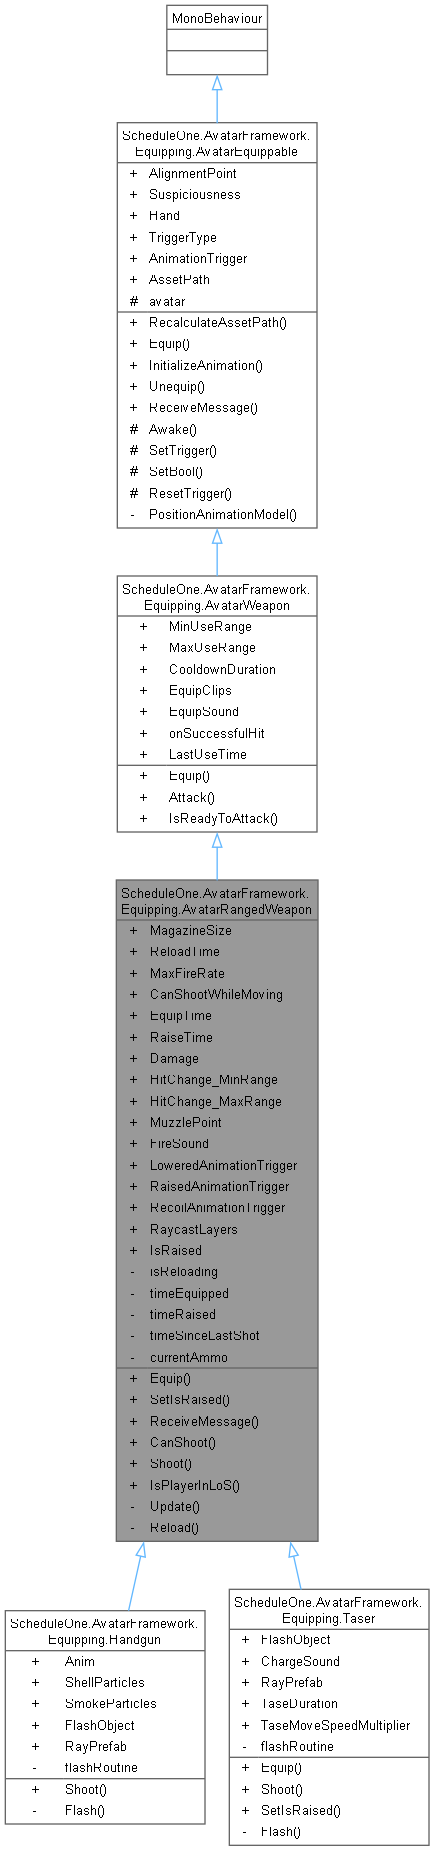 MonoBehaviour
ScheduleOne.AvatarFramework.
Equipping.AvatarEquippable
+ AlignmentPoint
+ Suspiciousness
+ Hand
+ TriggerType
+ AnimationTrigger
+ AssetPath
# avatar
+ RecalculateAssetPath()
+ Equip()
+ InitializeAnimation()
+ Unequip()
+ ReceiveMessage()
# Awake()
# SetTrigger()
# SetBool()
# ResetTrigger()
- PositionAnimationModel()
ScheduleOne.AvatarFramework.
Equipping.AvatarWeapon
+ MinUseRange
+ MaxUseRange
+ CooldownDuration
+ EquipClips
+ EquipSound
+ onSuccessfulHit
+ LastUseTime
+ Equip()
+ Attack()
+ IsReadyToAttack()
ScheduleOne.AvatarFramework.
Equipping.AvatarRangedWeapon
+ MagazineSize
+ ReloadTime
+ MaxFireRate
+ CanShootWhileMoving
+ EquipTime
+ RaiseTime
+ Damage
+ HitChange_MinRange
+ HitChange_MaxRange
+ MuzzlePoint
+ FireSound
+ LoweredAnimationTrigger
+ RaisedAnimationTrigger
+ RecoilAnimationTrigger
+ RaycastLayers
+ IsRaised
- isReloading
- timeEquipped
- timeRaised
- timeSinceLastShot
- currentAmmo
+ Equip()
+ SetIsRaised()
+ ReceiveMessage()
+ CanShoot()
+ Shoot()
+ IsPlayerInLoS()
- Update()
- Reload()
ScheduleOne.AvatarFramework.
Equipping.Handgun
+ Anim
+ ShellParticles
+ SmokeParticles
+ FlashObject
+ RayPrefab
- flashRoutine
+ Shoot()
- Flash()
ScheduleOne.AvatarFramework.
Equipping.Taser
+ FlashObject
+ ChargeSound
+ RayPrefab
+ TaseDuration
+ TaseMoveSpeedMultiplier
- flashRoutine
+ Equip()
+ Shoot()
+ SetIsRaised()
- Flash()